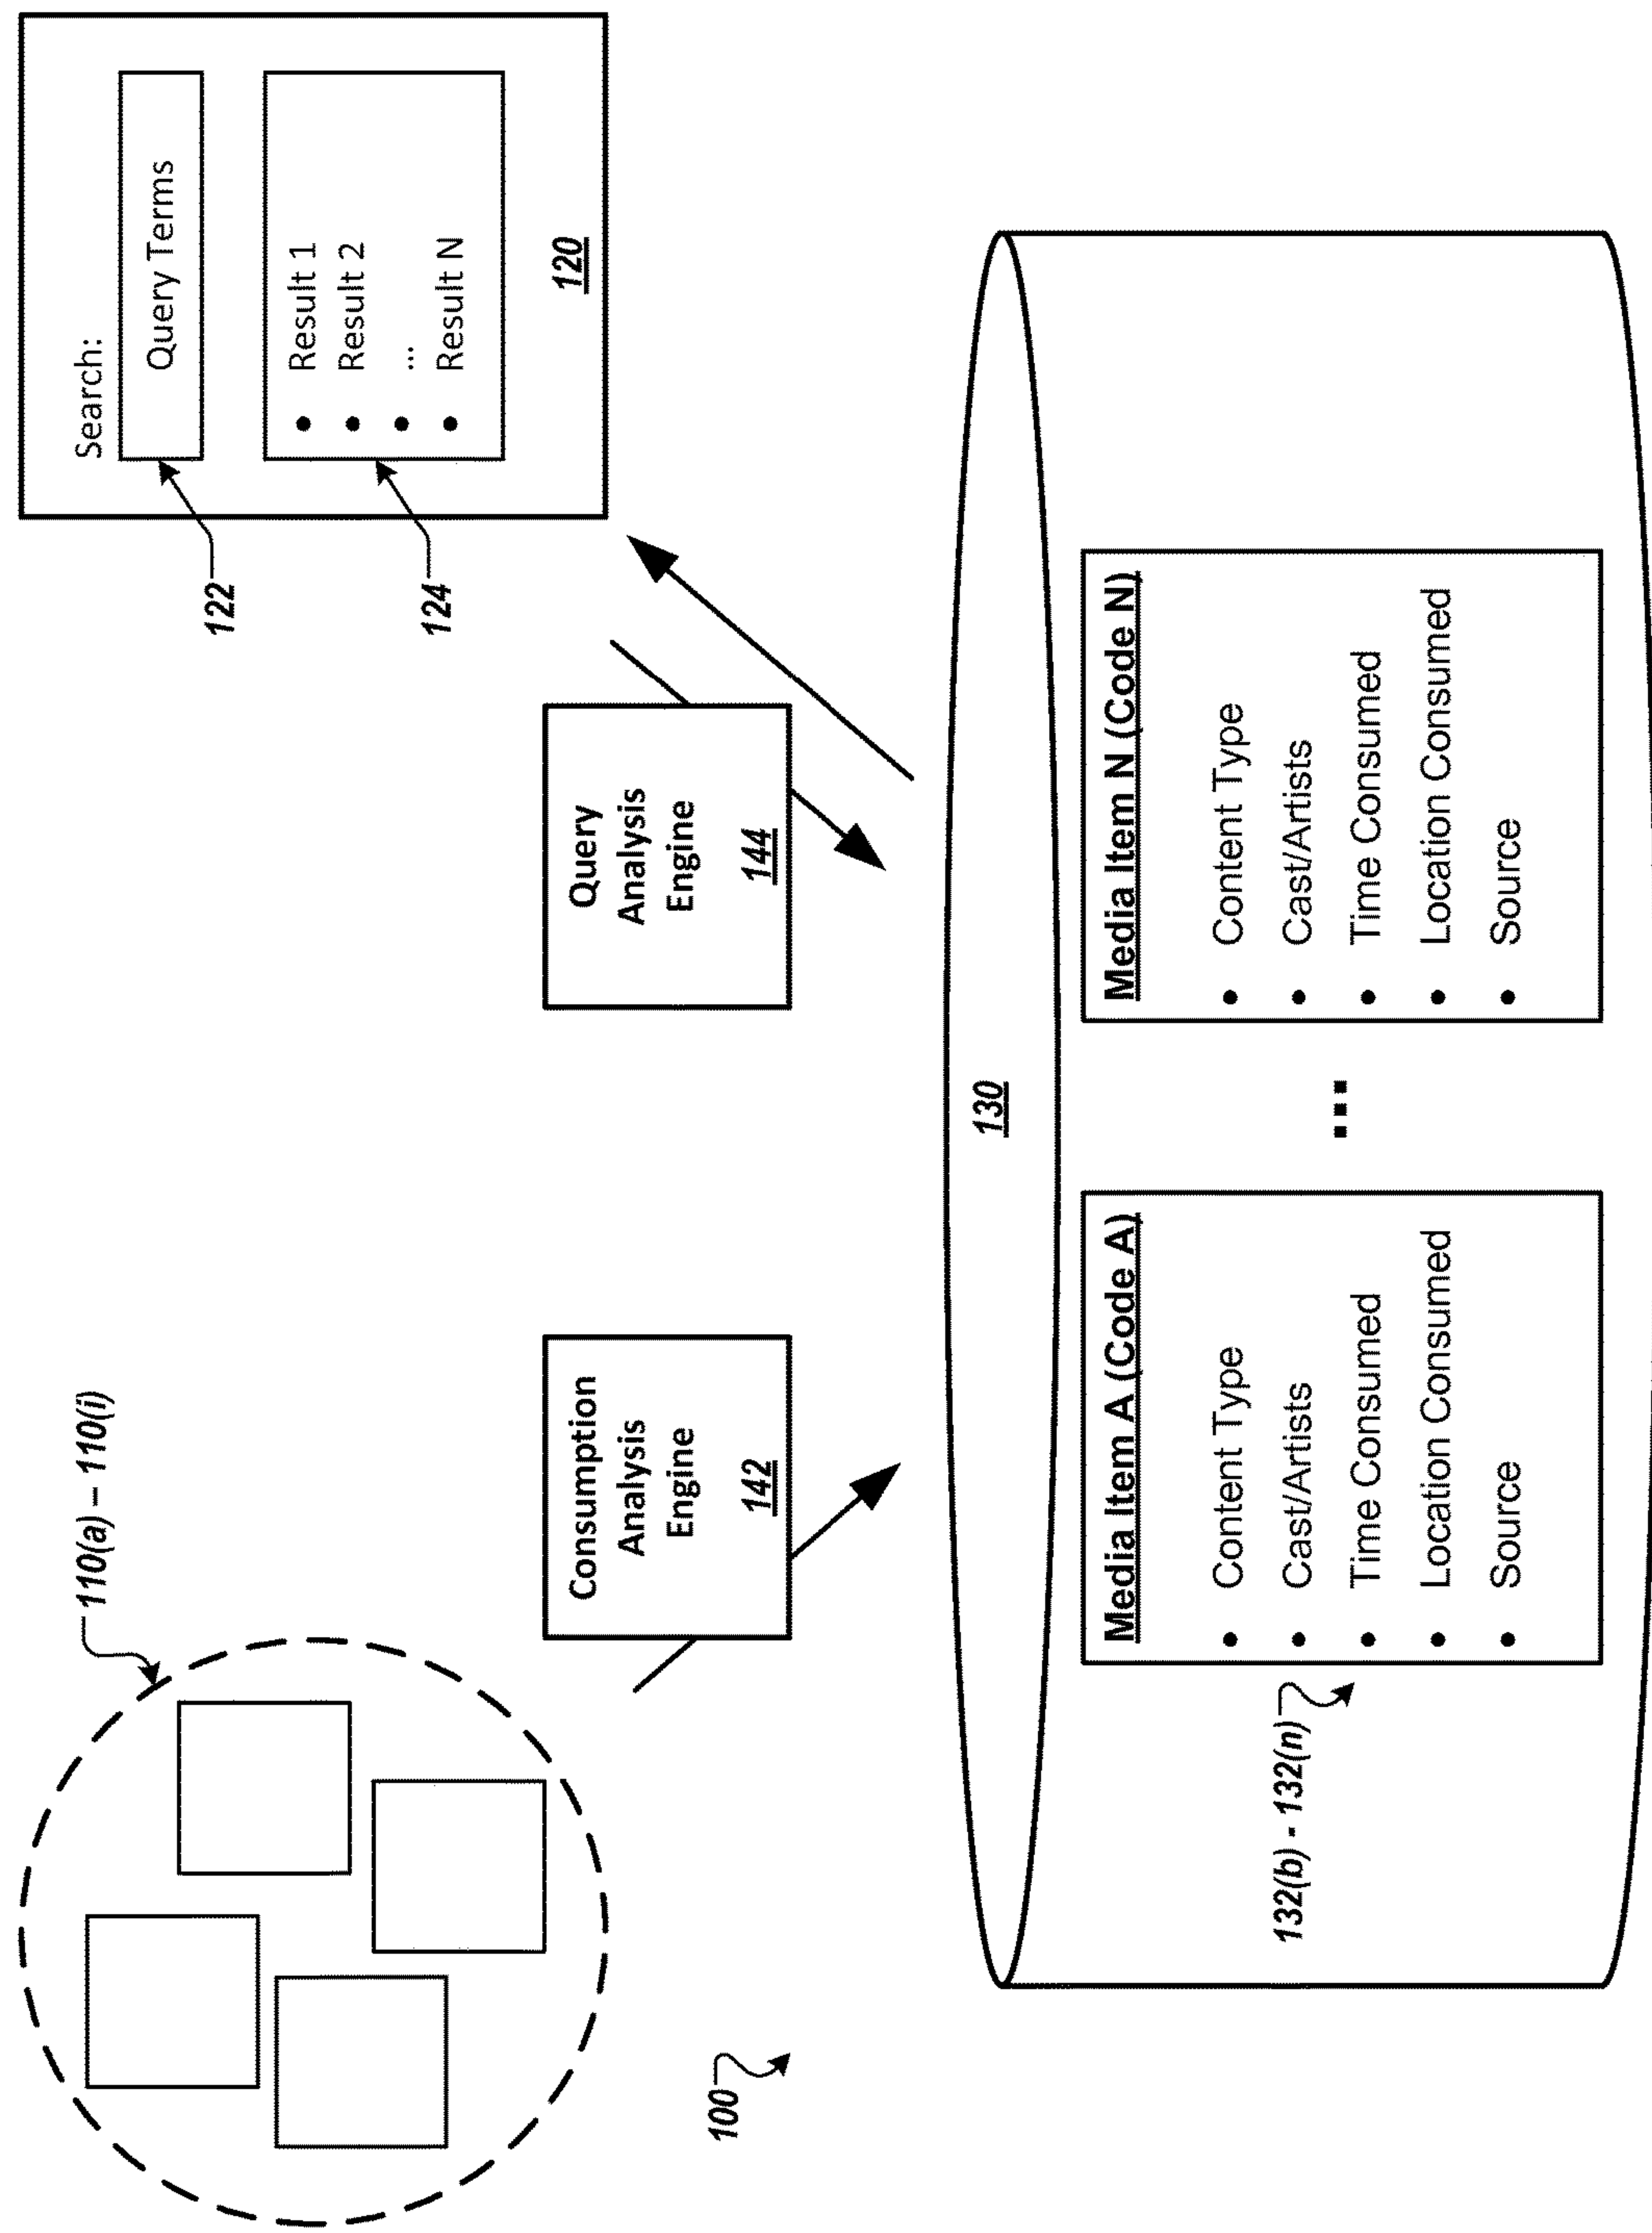 110(a) – 110(i)
Search:
Query Terms
122
• Result 1
• Result 2
• ...
• Result N
124
120
Consumption
Analysis
Engine
142
Query
Analysis
Engine
144
100
130
Media Item A (Code A)
• Content Type
• Cast/Artists
• Time Consumed
• Location Consumed
• Source
132(b) - 132(n)
...
Media Item N (Code N)
• Content Type
• Cast/Artists
• Time Consumed
• Location Consumed
• Source